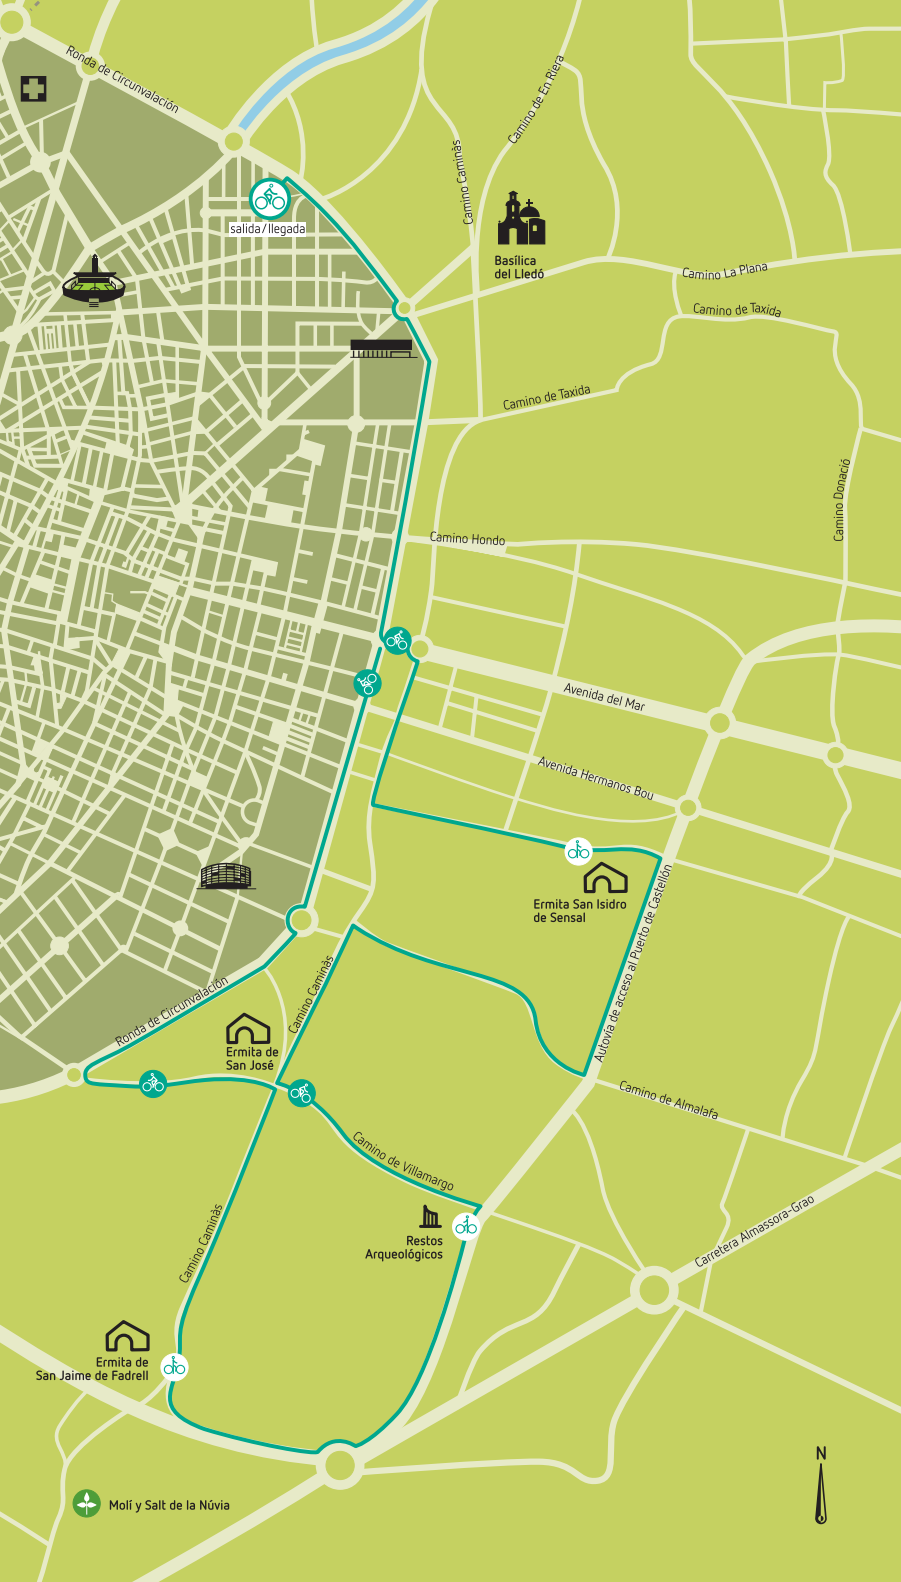 Ronda de Circunvalación
salida/llegada
Camino de En Riera
Camino Caminàs
Basílica
del Lledó
Camino La Plana
Camino de Taxida
Camino de Taxida
Camino Donació
Camino Hondo
Avenida del Mar
Avenida Hermanos Bou
Ermita San Isidro
de Sensal
Autovía de acceso al Puerto de Castellón
Camino Caminàs
Ronda de Circunvalación
Ermita de
San José
Camino de Almalafa
Camino de Villamargo
Camino Caminàs
Restos
Arqueológicos
Carretera Almassora-Grao
Ermita de
San Jaime de Fadrell
N
Molí y Salt de la Núvia